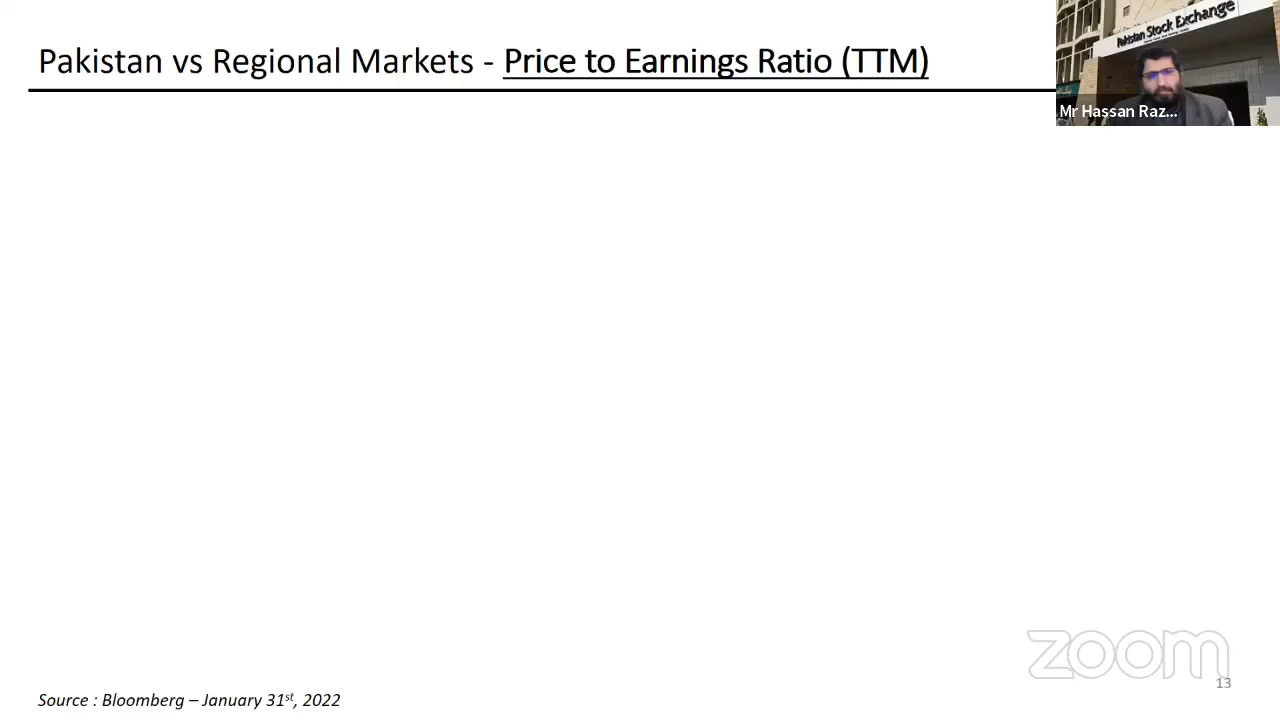 Pakistan vs Regional Markets - Price to Earnings Ratio (TTM)
Pakistan Stock Exchange
Mr Hassan Raz...
zoom
13
Source : Bloomberg – January 31st, 2022